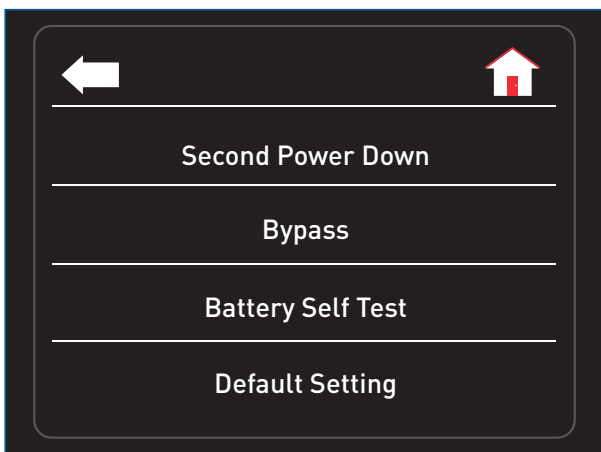 Second Power Down
Bypass
Battery Self Test
Default Setting